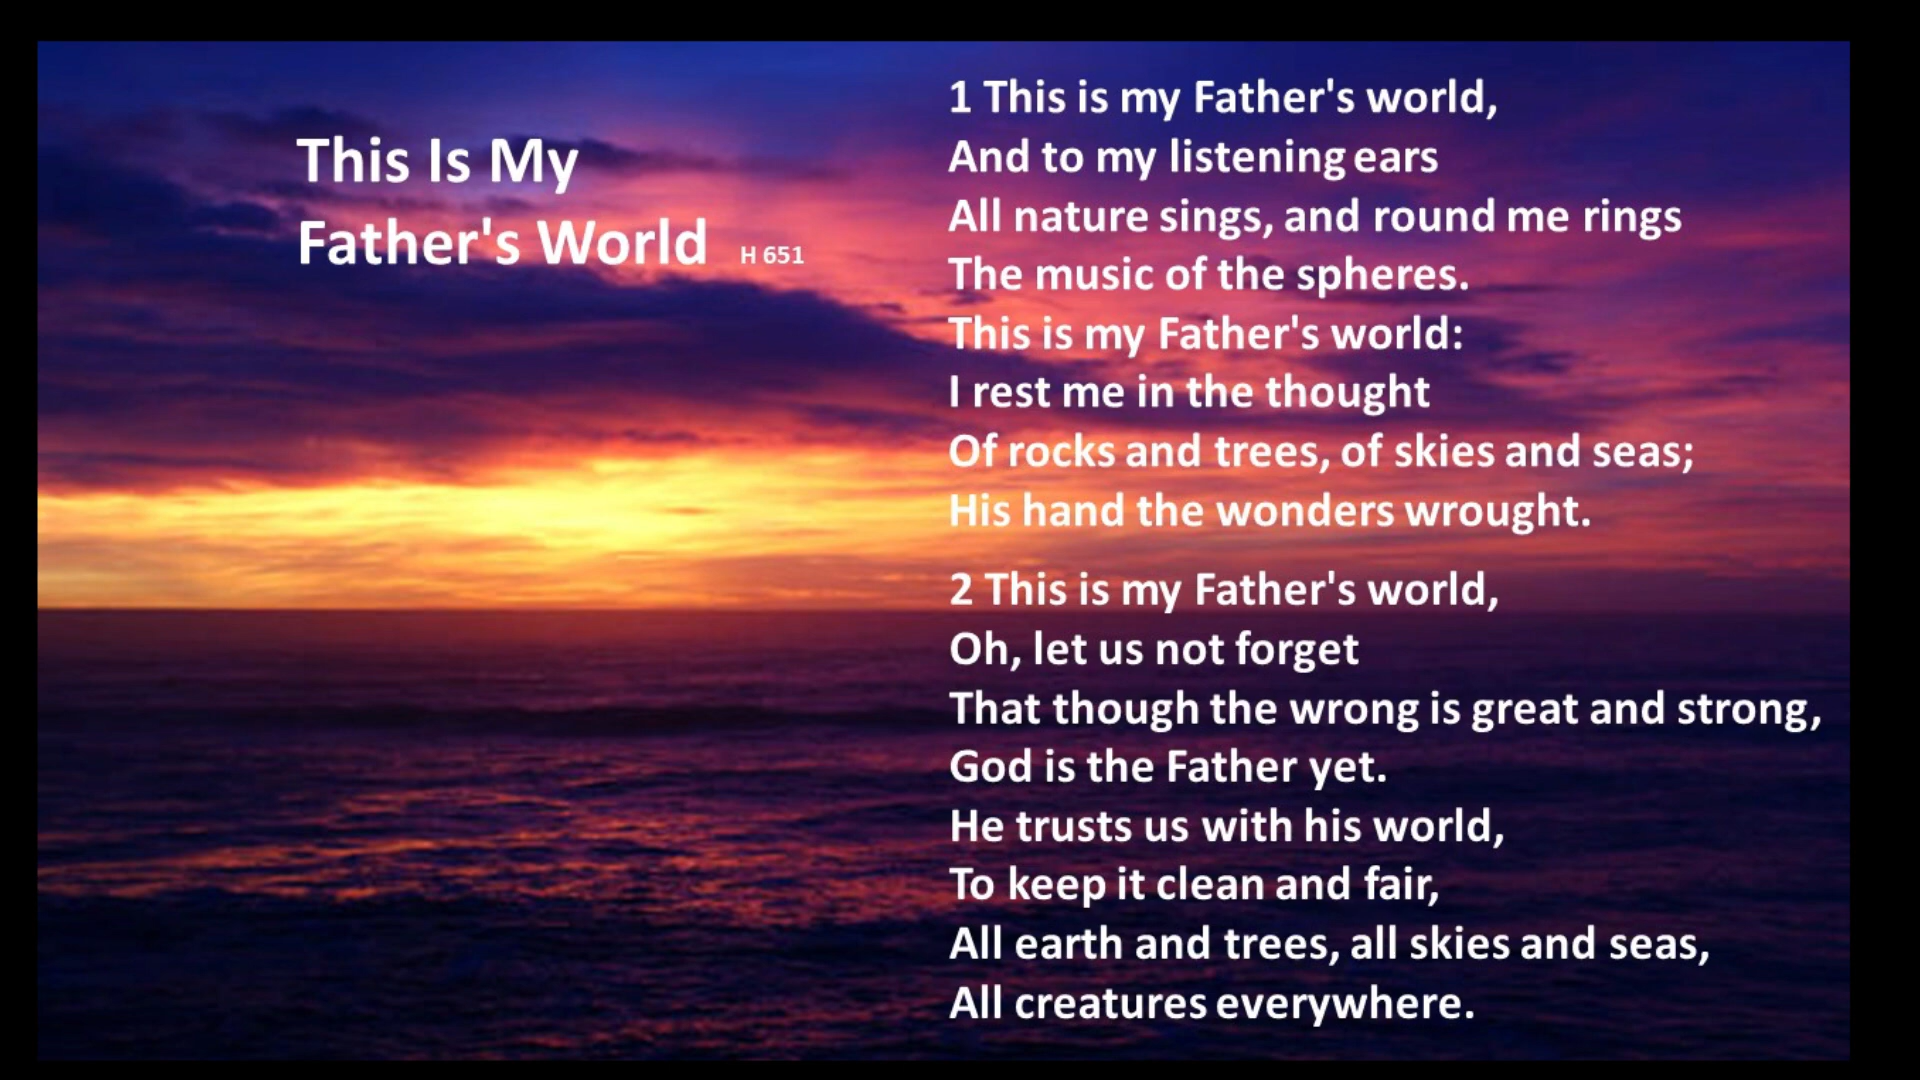 This Is My
Father's World H 651
1 This is my Father's world,
And to my listening ears
All nature sings, and round me rings
The music of the spheres.
This is my Father's world:
I rest me in the thought
Of rocks and trees, of skies and seas;
His hand the wonders wrought.
2 This is my Father's world,
Oh, let us not forget
That though the wrong is great and strong,
God is the Father yet.
He trusts us with his world,
To keep it clean and fair,
All earth and trees, all skies and seas,
All creatures everywhere.